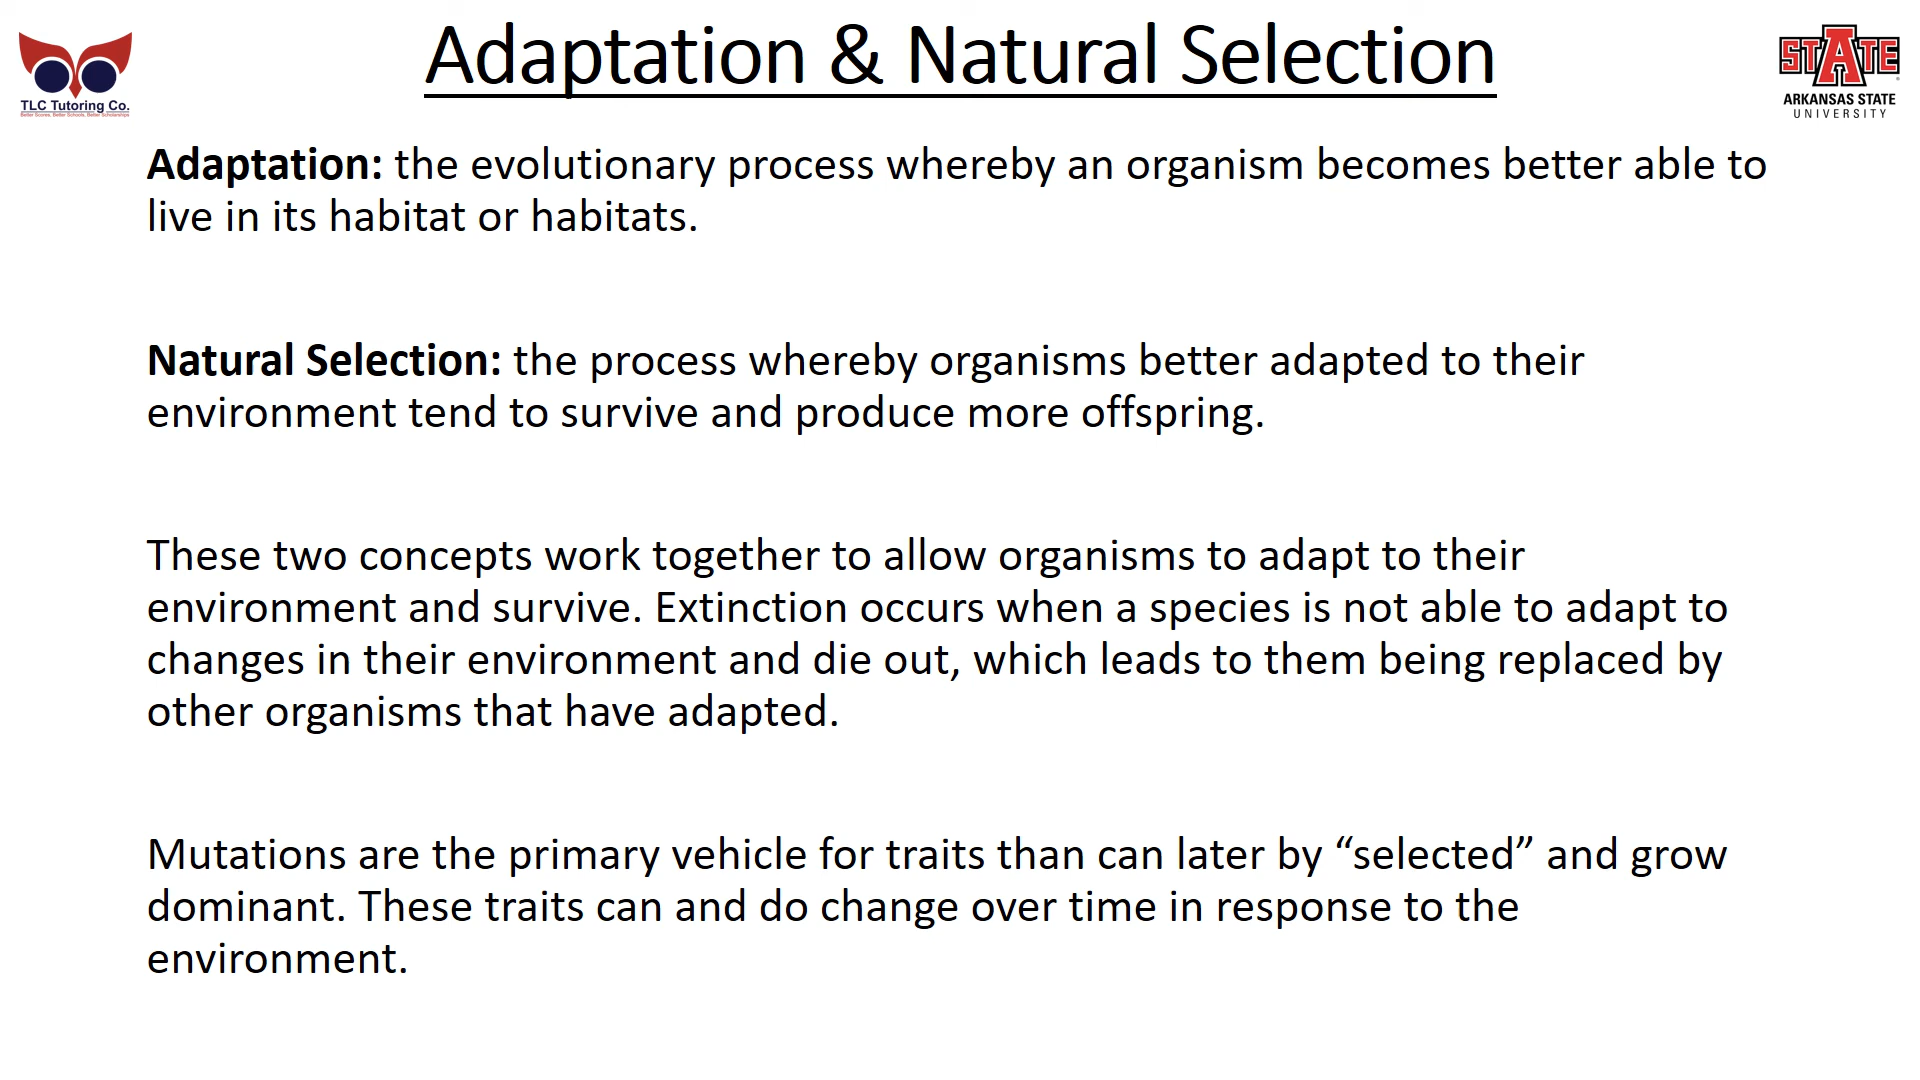 Adaptation & Natural Selection
TLC Tutoring Co.
Better Scores, Better Schools, Better Scholarships
STATE
ARKANSAS STATE
UNIVERSITY
Adaptation: the evolutionary process whereby an organism becomes better able to
live in its habitat or habitats.
Natural Selection: the process whereby organisms better adapted to their
environment tend to survive and produce more offspring.
These two concepts work together to allow organisms to adapt to their
environment and survive. Extinction occurs when a species is not able to adapt to
changes in their environment and die out, which leads to them being replaced by
other organisms that have adapted.
Mutations are the primary vehicle for traits than can later by “selected” and grow
dominant. These traits can and do change over time in response to the
environment.